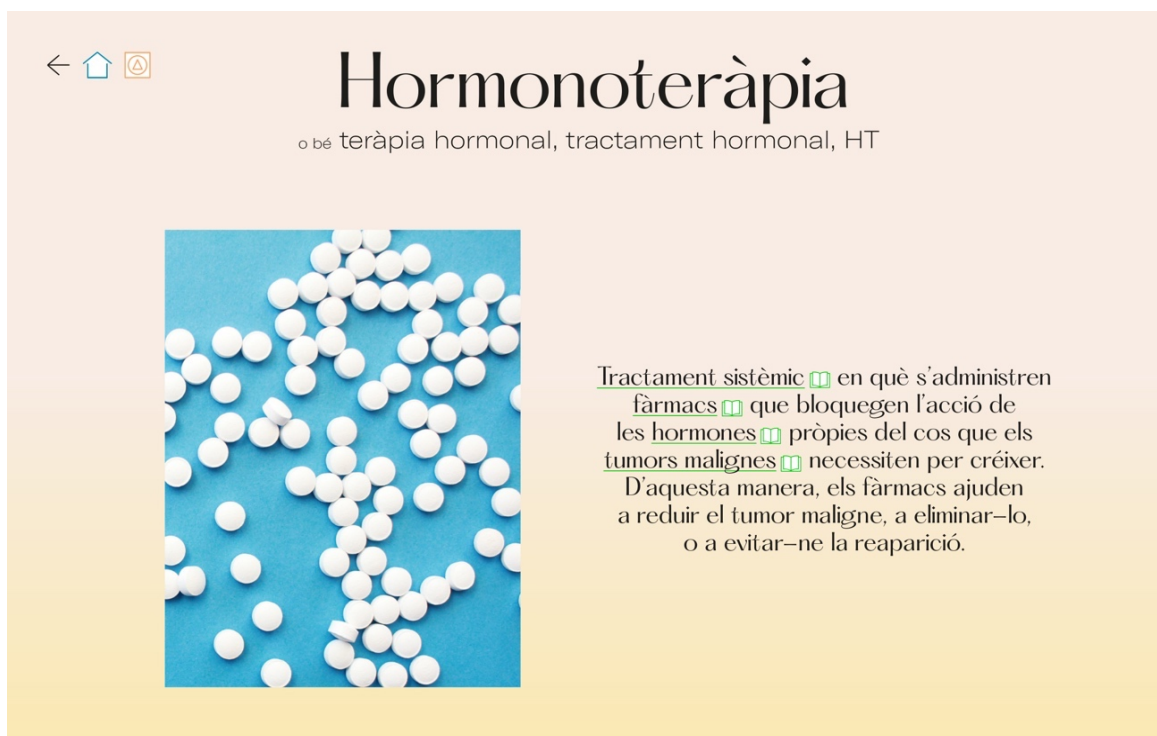 Hormonoteràpia
o bé teràpia hormonal, tractament hormonal, HT
Tractament sistèmic en què s’administren
fàrmacs que bloquegen l’acció de
les hormones pròpies del cos que els
tumors malignes necessiten per créixer.
D’aquesta manera, els fàrmacs ajuden
a reduir el tumor maligne, a eliminar–lo,
o a evitar–ne la reaparició.